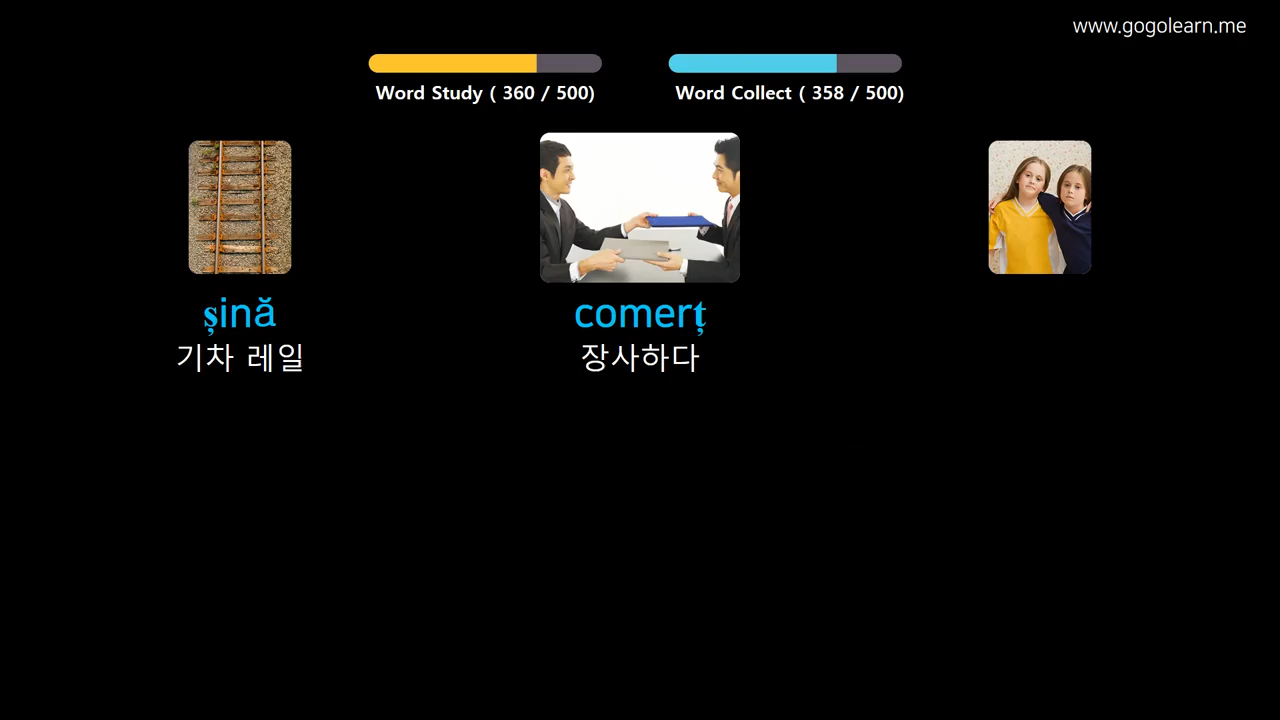 www.gogolearn.me
Word Study ( 360 / 500)
Word Collect ( 358 / 500)
șină
기차 레일
comerț
장사하다